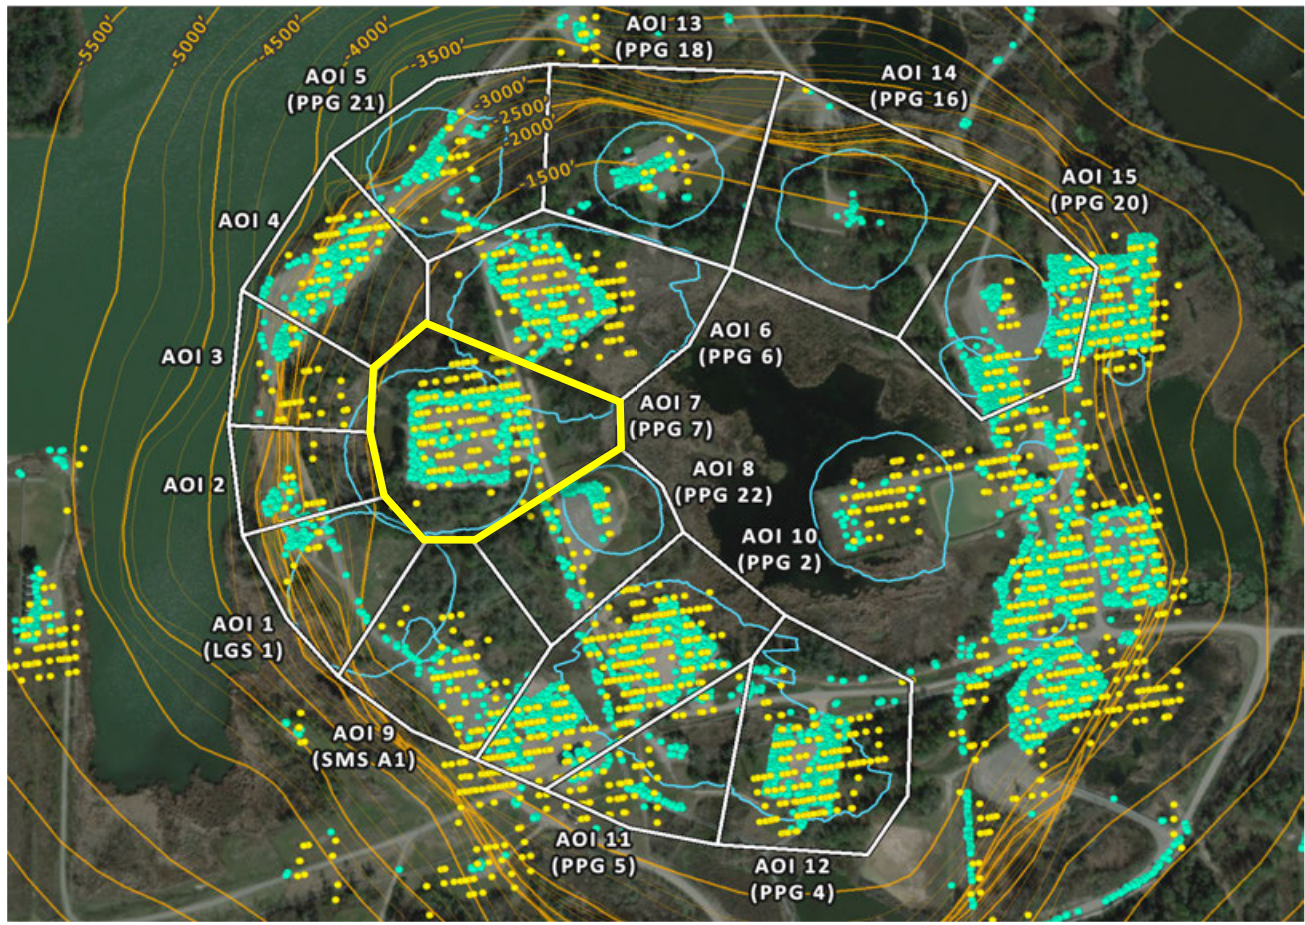 -5500'
-5000'
-4500'
-4000'
-3500'
-3000'
-2500'
-2000'
-1500'
AOI 13
(PPG 18)
AOI 5
(PPG 21)
AOI 14
(PPG 16)
AOI 15
(PPG 20)
AOI 4
AOI 3
AOI 6
(PPG 6)
AOI 7
(PPG 7)
AOI 2
AOI 8
(PPG 22)
AOI 10
(PPG 2)
AOI 1
(LGS 1)
AOI 9
(SMS A1)
AOI 11
(PPG 5)
AOI 12
(PPG 4)